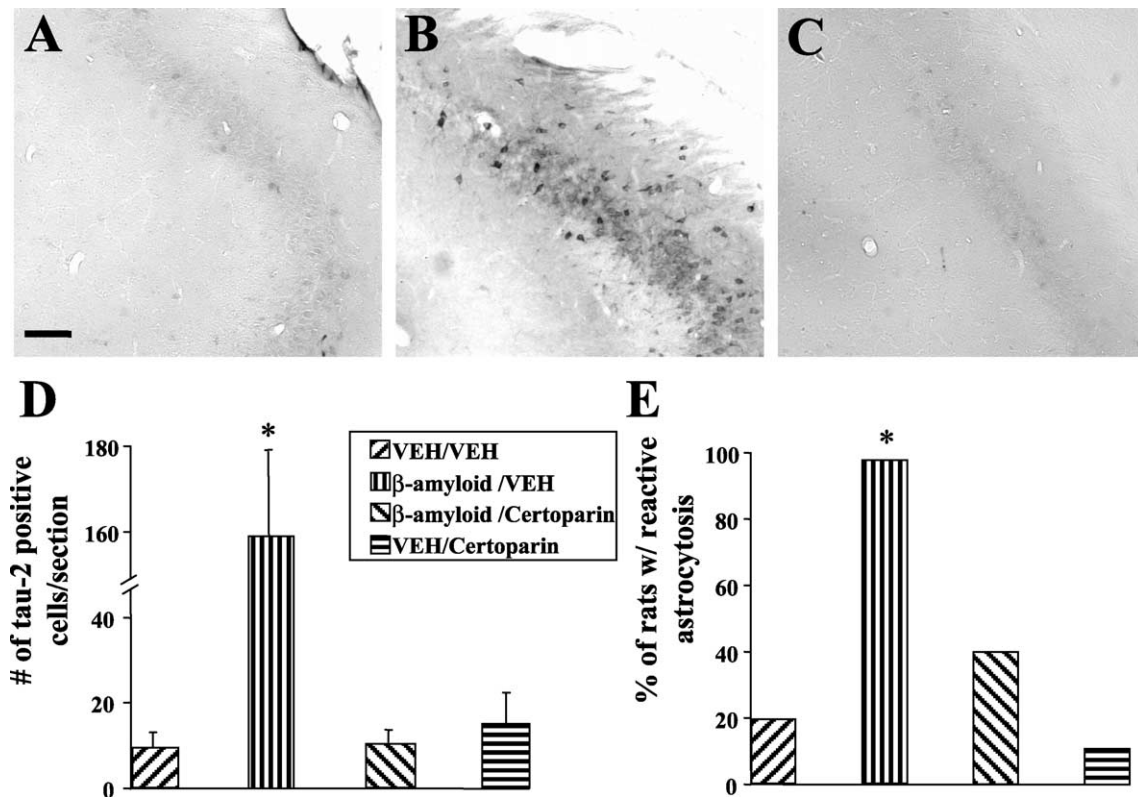 A
B
C
D
# of tau-2 positive
cells/section
180
160
40
20
0
*
VEH/VEH
β-amyloid /VEH
β-amyloid /Certoparin
VEH/Certoparin
E
% of rats w/ reactive
astrocytosis
100
80
60
40
20
0
*